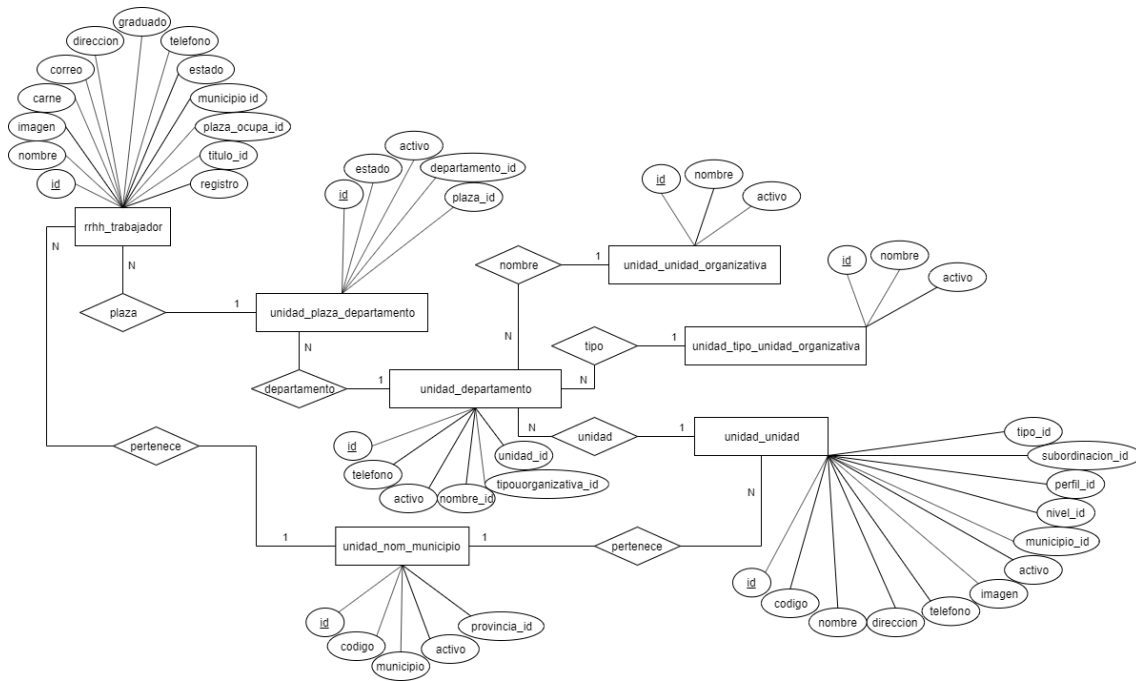 graduado
direccion
telefono
correo
estado
carne
municipio id
imagen
plaza_ocupa_id
nombre
titulo_id
id
registro
rrhh_trabajador
N
N
plaza
1
activo
estado
departamento_id
id
plaza_id
unidad_plaza_departamento
N
departamento
1
id
nombre
activo
nombre
1
unidad_unidad_organizativa
N
id
nombre
activo
tipo
1
unidad_tipo_unidad_organizativa
N
unidad_departamento
N
unidad
1
unidad_unidad
id
unidad_id
telefono
tipouorganizativa_id
activo
nombre_id
tipo_id
subordinacion_id
perfil_id
nivel_id
municipio_id
activo
imagen
telefono
direccion
nombre
codigo
id
N
pertenece
1
unidad_nom_municipio
1
pertenece
id
provincia_id
codigo
activo
municipio